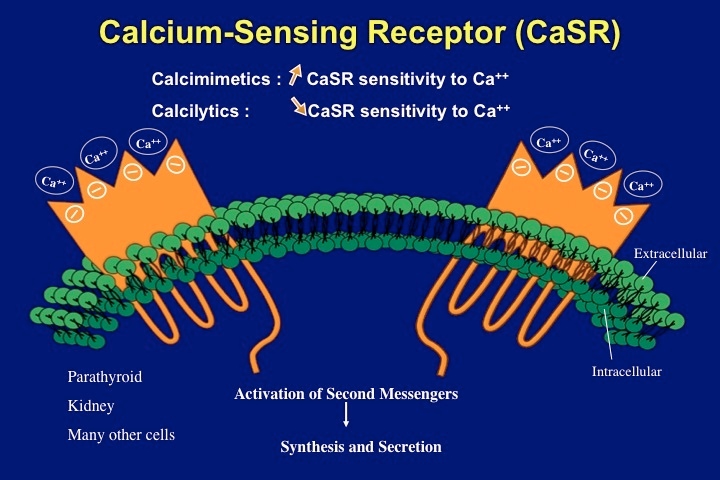 Calcium-Sensing Receptor (CaSR)
Calcimimetics : CaSR sensitivity to Ca++
Calcilytics : CaSR sensitivity to Ca++
Ca++
Ca++
Ca++
Ca++
Ca++
Ca++
Extracellular
Intracellular
Parathyroid
Kidney
Many other cells
Activation of Second Messengers
Synthesis and Secretion